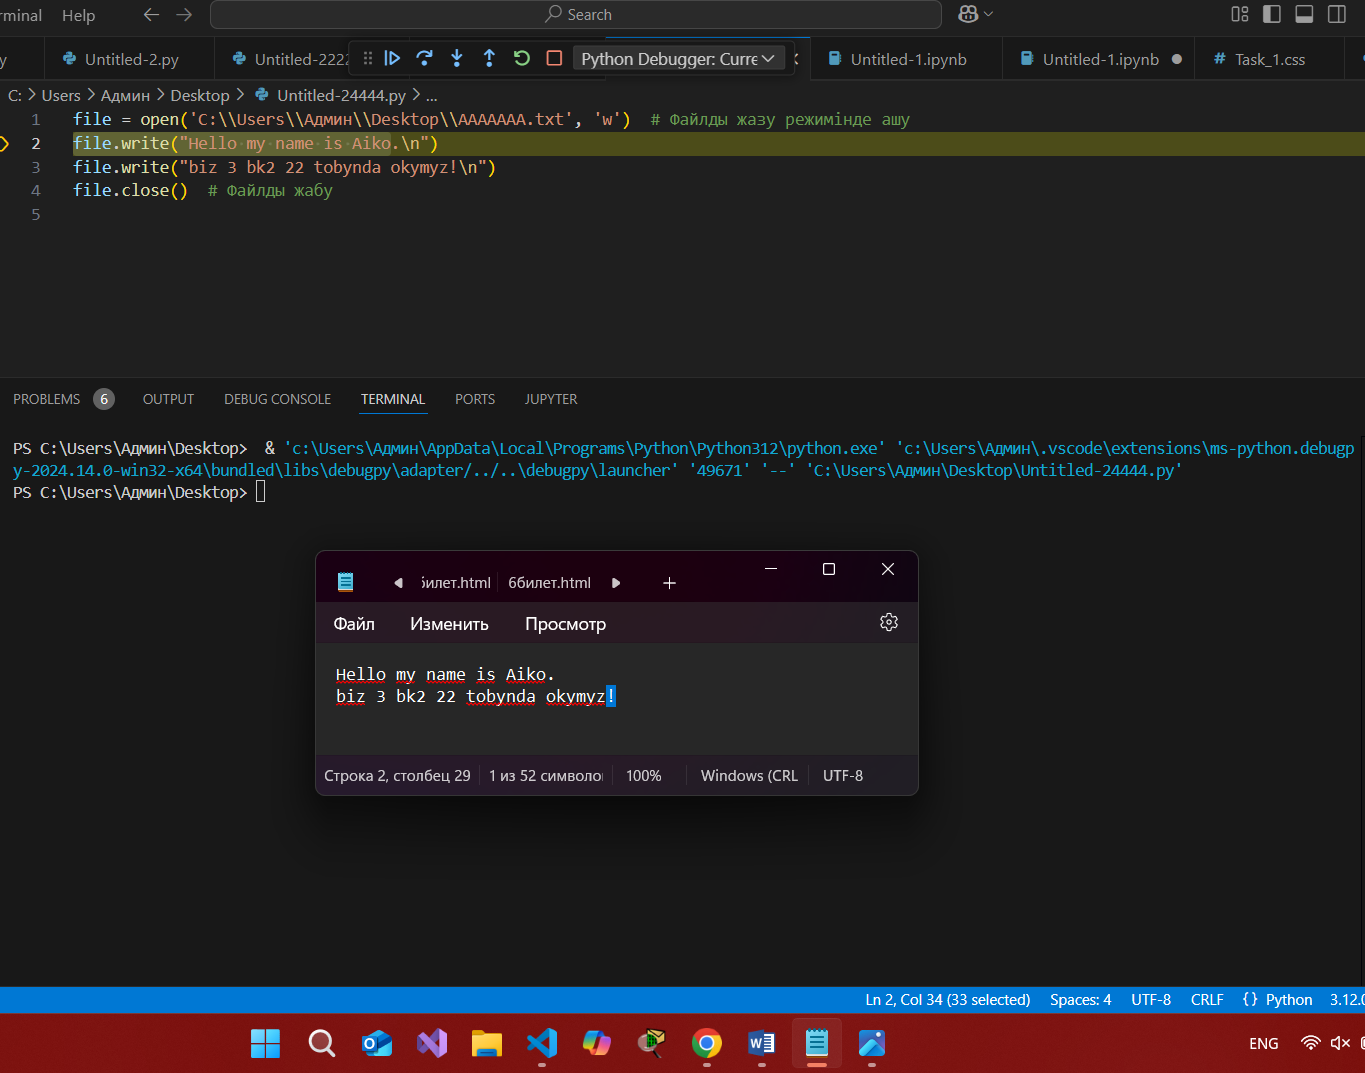 rminal Help Search
y Untitled-2.py Untitled-2222 Python Debugger: Curre Untitled-1.ipynb Untitled-1.ipynb Task_1.css
C: > Users > Админ > Desktop > Untitled-24444.py > ...
1 file = open('C:\\Users\\Админ\\Desktop\\AAAAAAA.txt', 'w')  # Файлды жазу режимінде ашу
2 file.write("Hello my name is Aiko.\n")
3 file.write("biz 3 bk2 22 tobynda okymyz!\n")
4 file.close()  # Файлды жабу
5
PROBLEMS 6 OUTPUT DEBUG CONSOLE TERMINAL PORTS JUPYTER
PS C:\Users\Админ\Desktop>  & 'c:\Users\Админ\AppData\Local\Programs\Python\Python312\python.exe' 'c:\Users\Админ\.vscode\extensions\ms-python.debugp
y-2024.14.0-win32-x64\bundled\libs\debugpy\adapter/../..\debugpy\launcher' '49671' '--' 'C:\Users\Админ\Desktop\Untitled-24444.py'
PS C:\Users\Админ\Desktop>
билет.html 6билет.html
Файл Изменить Просмотр
Hello my name is Aiko.
biz 3 bk2 22 tobynda okymyz!
Строка 2, столбец 29 1 из 52 символо 100% Windows (CRL UTF-8
Ln 2, Col 34 (33 selected) Spaces: 4 UTF-8 CRLF {} Python 3.12.0
ENG